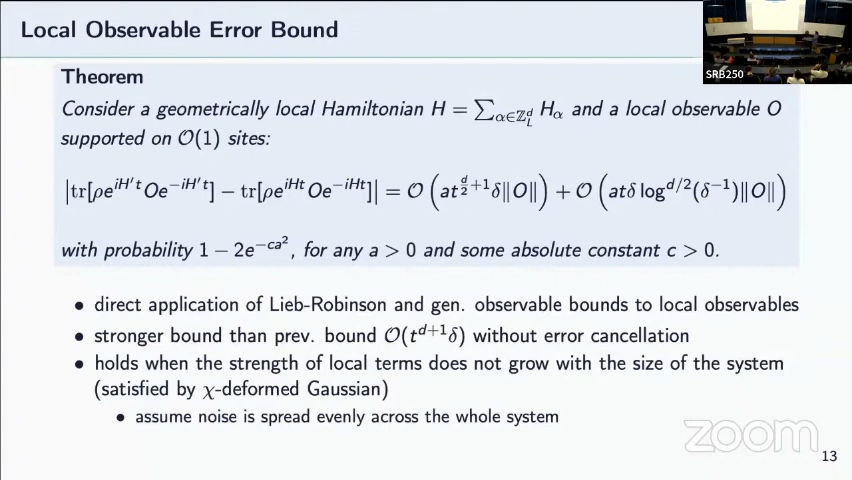 Local Observable Error Bound
SRB250
Theorem
Consider a geometrically local Hamiltonian H = ∑_{α∈ℤ_L^d} H_α and a local observable O
supported on 𝒪(1) sites:
|tr[ρe^{iH′t}Oe^{−iH′t}] − tr[ρe^{iHt}Oe^{−iHt}]| = 𝒪(at^{d/2+1}δ‖O‖) + 𝒪(atδ log^{d/2}(δ^{−1})‖O‖)
with probability 1 − 2e^{−ca²}, for any a > 0 and some absolute constant c > 0.
• direct application of Lieb-Robinson and gen. observable bounds to local observables
• stronger bound than prev. bound 𝒪(t^{d+1}δ) without error cancellation
• holds when the strength of local terms does not grow with the size of the system
(satisfied by χ-deformed Gaussian)
• assume noise is spread evenly across the whole system
zoom
13